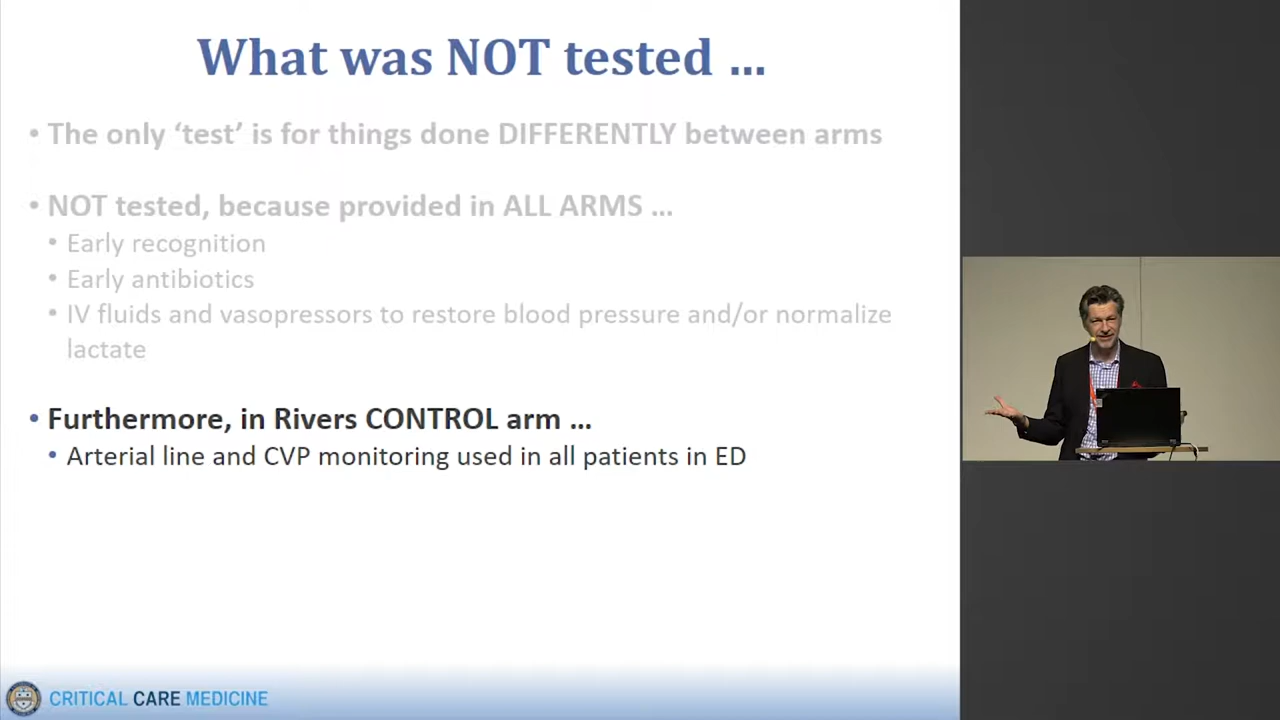 What was NOT tested …
• The only ‘test’ is for things done DIFFERENTLY between arms
• NOT tested, because provided in ALL ARMS …
• Early recognition
• Early antibiotics
• IV fluids and vasopressors to restore blood pressure and/or normalize
lactate
• Furthermore, in Rivers CONTROL arm …
• Arterial line and CVP monitoring used in all patients in ED
CRITICAL CARE MEDICINE